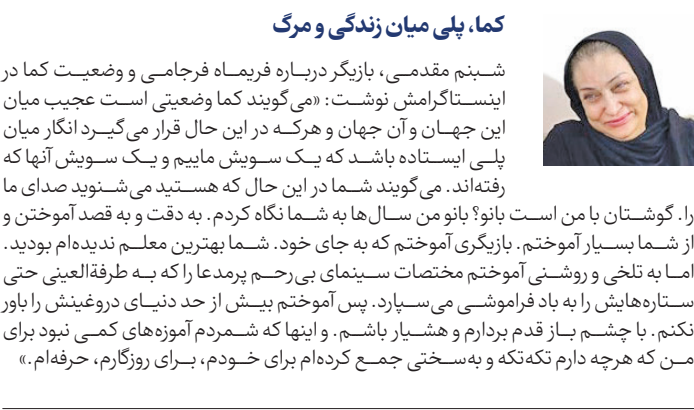 کما، پلی میان زندگی و مرگ
شبنم مقدمی، بازیگر درباره فریماه فرجامی و وضعیت کما در
اینستاگرامش نوشت: «می‌گویند کما وضعیتی است عجیب میان
این جهان و آن جهان و هرکه در این حال قرار می‌گیرد انگار میان
پلی ایستاده باشد که یک سویش ماییم و یک سویش آنها که
رفته‌اند. می‌گویند شما در این حال که هستید می‌شنوید صدای ما
را. گوشتان با من است بانو؟ بانو من سال‌ها به شما نگاه کردم. به دقت و به قصد آموختن و
از شما بسیار آموختم. بازیگری آموختم که به جای خود. شما بهترین معلم ندیده‌ام بودید.
اما به تلخی و روشنی آموختم مختصات سینمای بی‌رحم پرمدعا را که به طرفةالعینی حتی
ستاره‌هایش را به باد فراموشی می‌سپارد. پس آموختم بیش از حد دنیای دروغینش را باور
نکنم. با چشم باز قدم بردارم و هشیار باشم. و اینها که شمردم آموزه‌های کمی نبود برای
من که هرچه دارم تکه‌تکه و به‌سختی جمع کرده‌ام برای خودم، برای روزگارم، حرفه‌ام.»